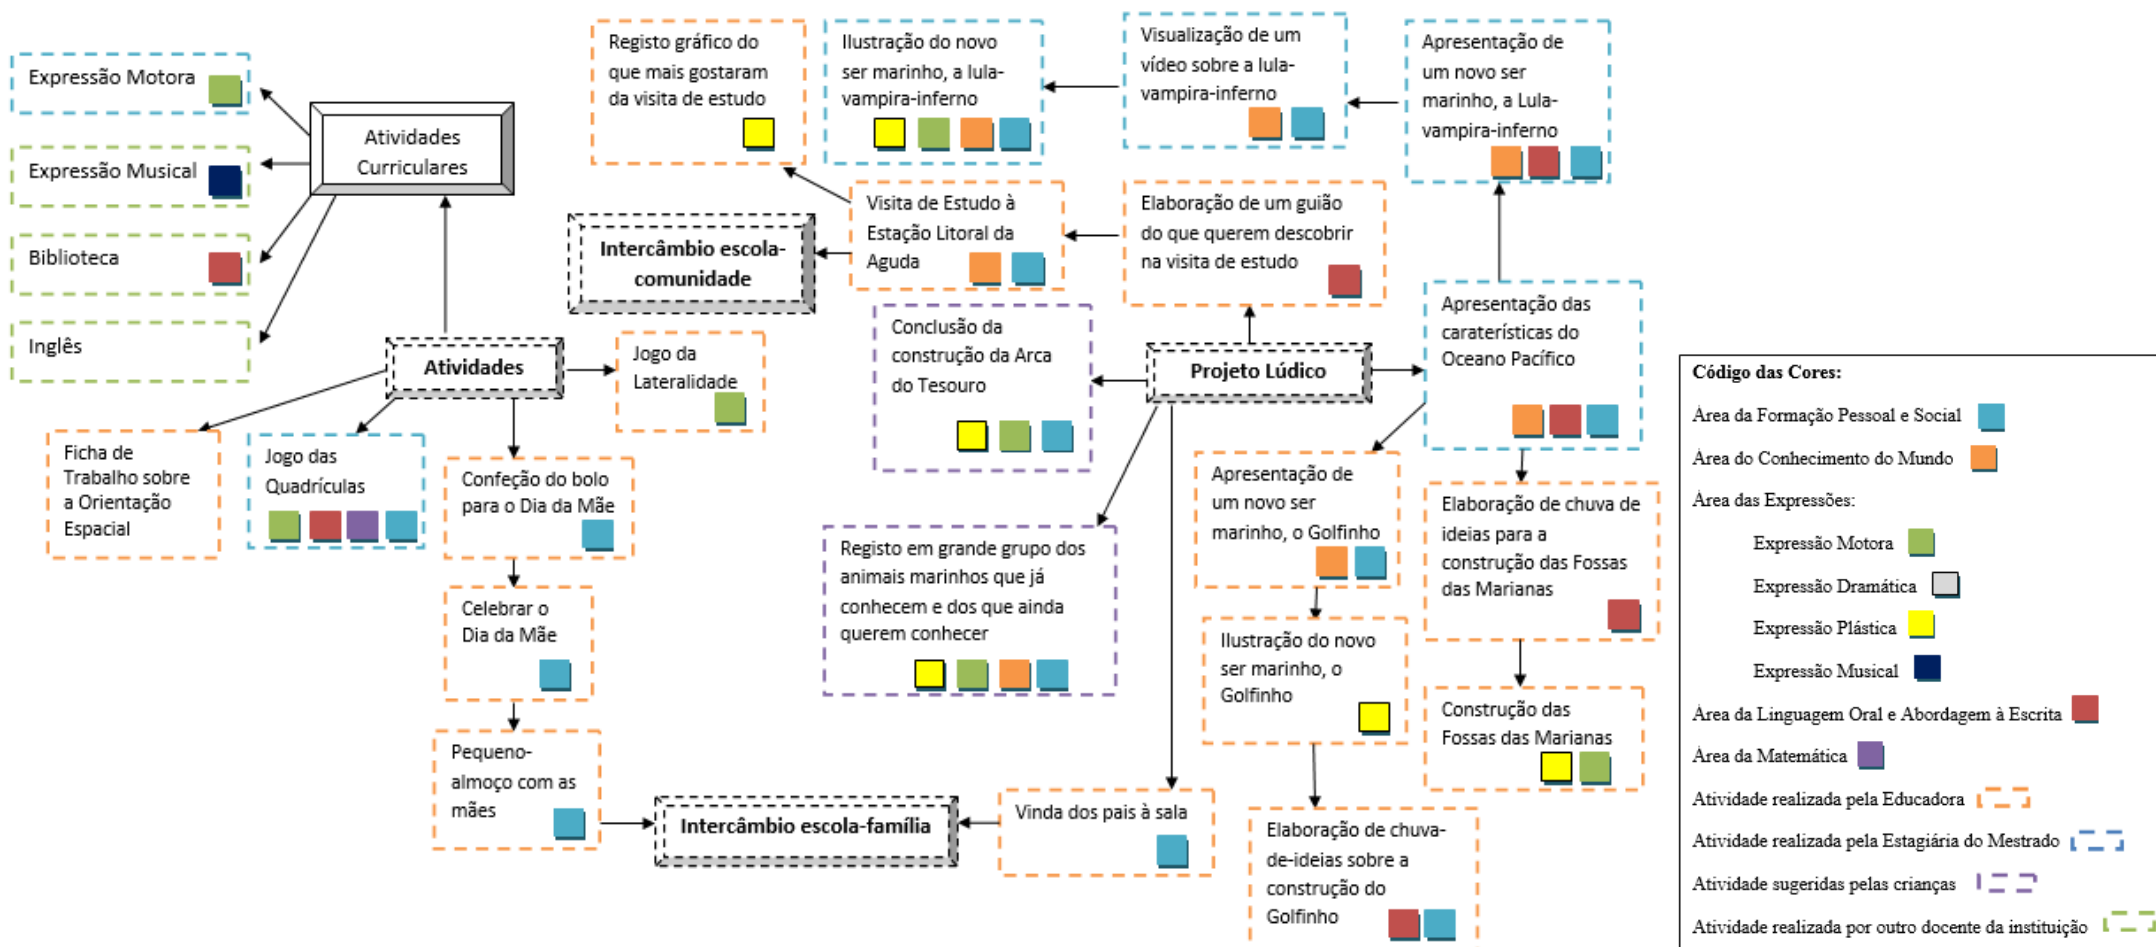 Expressão Motora
Expressão Musical
Biblioteca
Inglês
Atividades
Curriculares
Atividades
Ficha de
Trabalho sobre
a Orientação
Espacial
Jogo das
Quadrículas
Confeção do bolo
para o Dia da Mãe
Celebrar o
Dia da Mãe
Pequeno-
almoço com as
mães
Jogo da
Lateralidade
Registo gráfico do
que mais gostaram
da visita de estudo
Intercâmbio escola-
comunidade
Ilustração do novo
ser marinho, a lula-
vampira-inferno
Visualização de um
vídeo sobre a lula-
vampira-inferno
Apresentação de
um novo ser
marinho, a Lula-
vampira-inferno
Visita de Estudo à
Estação Litoral da
Aguda
Elaboração de um guião
do que querem descobrir
na visita de estudo
Conclusão da
construção da Arca
do Tesouro
Projeto Lúdico
Apresentação das
caraterísticas do
Oceano Pacífico
Registo em grande grupo dos
animais marinhos que já
conhecem e dos que ainda
querem conhecer
Apresentação de
um novo ser
marinho, o Golfinho
Elaboração de chuva de
ideias para a
construção das Fossas
das Marianas
Ilustração do novo
ser marinho, o
Golfinho
Construção das
Fossas das Marianas
Intercâmbio escola-família
Vinda dos pais à sala
Elaboração de chuva-
de-ideias sobre a
construção do
Golfinho
Código das Cores:
Área da Formação Pessoal e Social
Área do Conhecimento do Mundo
Área das Expressões:
Expressão Motora
Expressão Dramática
Expressão Plástica
Expressão Musical
Área da Linguagem Oral e Abordagem à Escrita
Área da Matemática
Atividade realizada pela Educadora
Atividade realizada pela Estagiária do Mestrado
Atividade sugeridas pelas crianças
Atividade realizada por outro docente da instituição